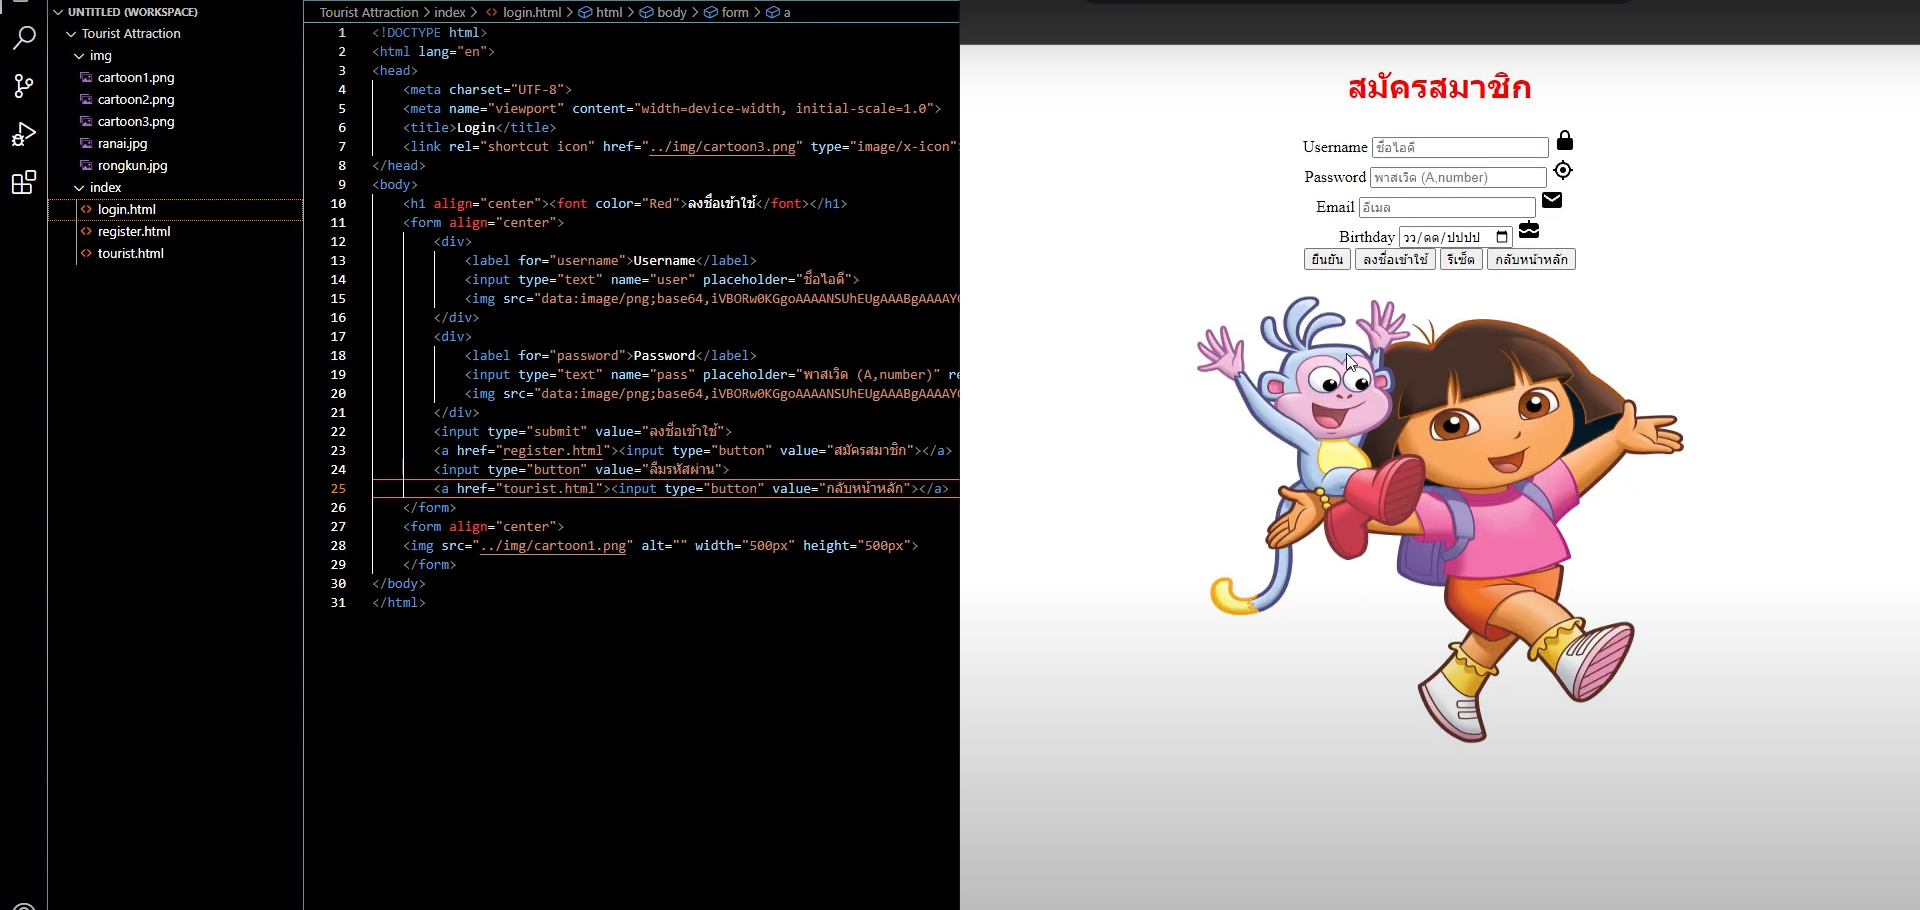 UNTITLED (WORKSPACE)
Tourist Attraction
img
cartoon1.png
cartoon2.png
cartoon3.png
ranai.jpg
rongkun.jpg
index
login.html
register.html
tourist.html
Tourist Attraction > index > login.html > html > body > form > a
1 <!DOCTYPE html>
2 <html lang="en">
3 <head>
4 <meta charset="UTF-8">
5 <meta name="viewport" content="width=device-width, initial-scale=1.0">
6 <title>Login</title>
7 <link rel="shortcut icon" href="../img/cartoon3.png" type="image/x-icon"
8 </head>
9 <body>
10 <h1 align="center"><font color="Red">ลงชื่อเข้าใช้</font></h1>
11 <form align="center">
12 <div>
13 <label for="username">Username</label>
14 <input type="text" name="user" placeholder="ชื่อไอดี">
15 <img src="data:image/png;base64,iVBORw0KGgoAAAANSUhEUgAAABgAAAAY
16 </div>
17 <div>
18 <label for="password">Password</label>
19 <input type="text" name="pass" placeholder="พาสเวิด (A,number)" re
20 <img src="data:image/png;base64,iVBORw0KGgoAAAANSUhEUgAAABgAAAAY
21 </div>
22 <input type="submit" value="ลงชื่อเข้าใช้">
23 <a href="register.html"><input type="button" value="สมัครสมาชิก"></a>
24 <input type="button" value="ลืมรหัสผ่าน">
25 <a href="tourist.html"><input type="button" value="กลับหน้าหลัก"></a>
26 </form>
27 <form align="center">
28 <img src="../img/cartoon1.png" alt="" width="500px" height="500px">
29 </form>
30 </body>
31 </html>
สมัครสมาชิก
Username ชื่อไอดี
Password พาสเวิด (A,number)
Email อีเมล
Birthday วว/ดด/ปปปป
ยืนยัน ลงชื่อเข้าใช้ รีเซ็ต กลับหน้าหลัก